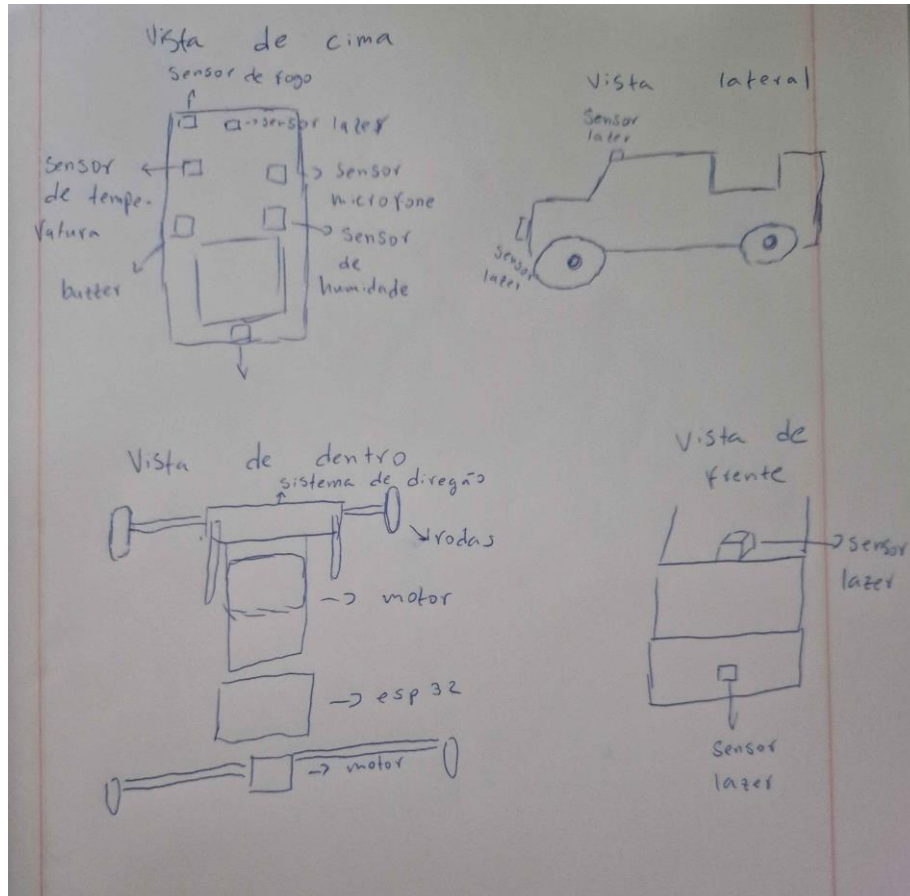 Vista de cima
sensor de fogo
sensor lazer
sensor
de tempe-
ratura
sensor
microfone
sensor
de
humidade
buzzer
Vista lateral
Sensor
lazer
sensor
lazer
Vista de dentro
sistema de direção
rodas
motor
esp 32
motor
Vista de
frente
sensor
lazer
Sensor
lazer